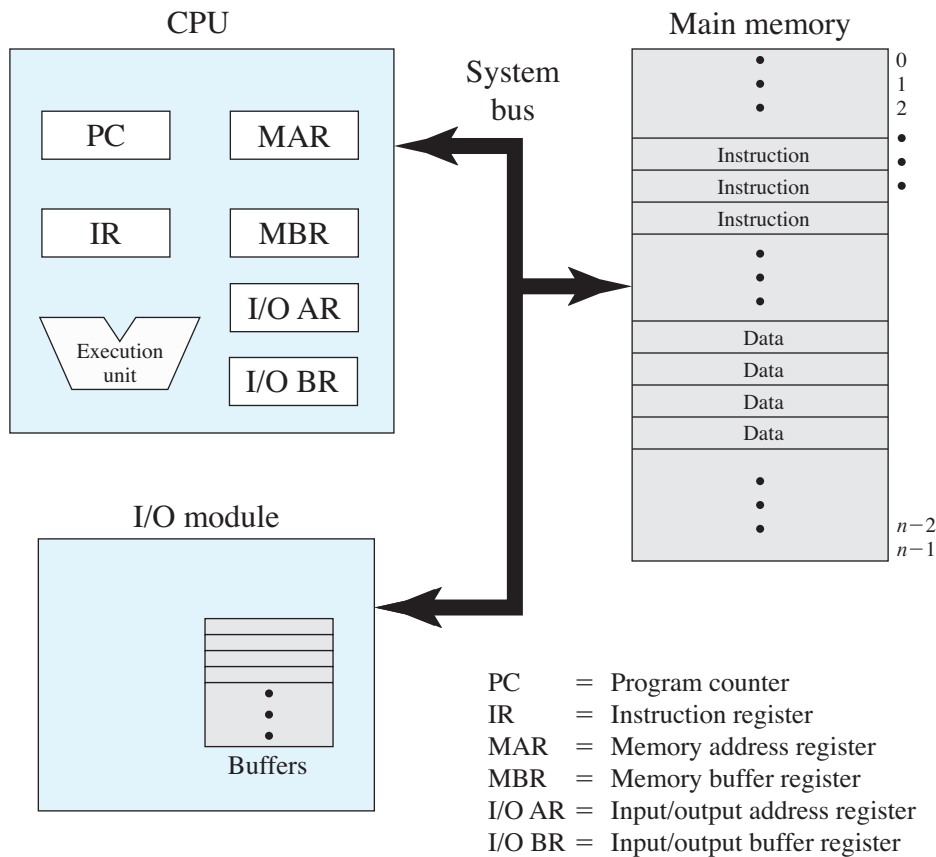 CPU
Main memory
System
bus
0
1
2
PC
MAR
Instruction
Instruction
Instruction
IR
MBR
I/O AR
Execution
unit
I/O BR
Data
Data
Data
Data
I/O module
n−2
n−1
Buffers
PC = Program counter
IR = Instruction register
MAR = Memory address register
MBR = Memory buffer register
I/O AR = Input/output address register
I/O BR = Input/output buffer register